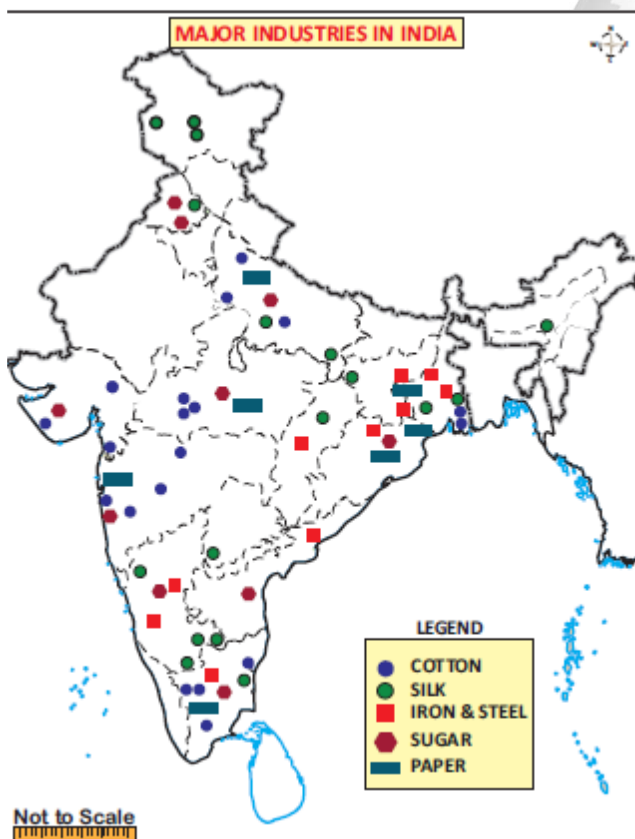 MAJOR INDUSTRIES IN INDIA
LEGEND
COTTON
SILK
IRON & STEEL
SUGAR
PAPER
Not to Scale